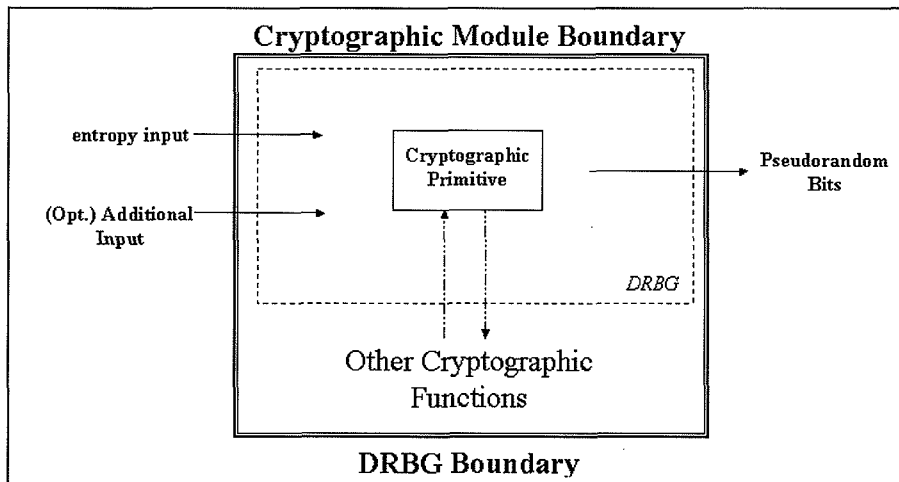 Cryptographic Module Boundary
entropy input
Cryptographic
Primitive
Pseudorandom
Bits
(Opt.) Additional
Input
DRBG
Other Cryptographic
Functions
DRBG Boundary